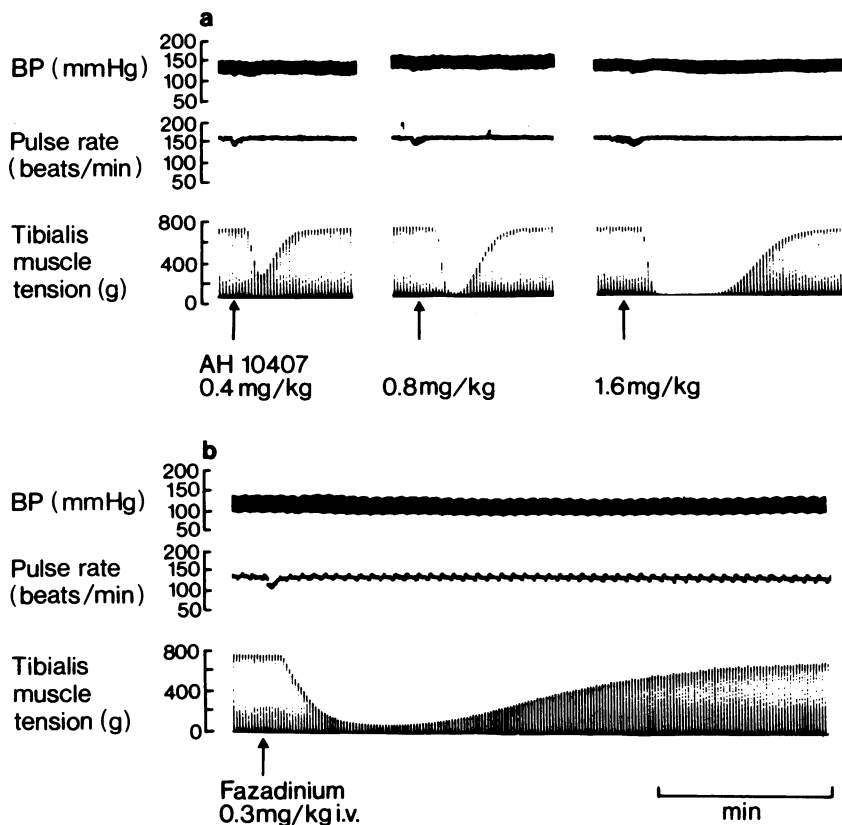 a
200
BP (mmHg) 150
100
50
200
Pulse rate 150
(beats/min) 100
50
800
Tibialis
muscle 400
tension (g)
0
AH 10407
0.4mg/kg 0.8mg/kg 1.6mg/kg
b
200
BP (mmHg) 150
100
50
200
Pulse rate 150
(beats/min) 100
50
800
Tibialis
muscle 400
tension (g)
0
Fazadinium
0.3mg/kg i.v.
min